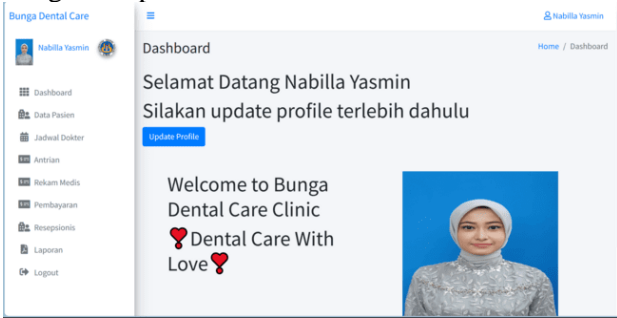 Bunga Dental Care
Nabilla Yasmin
Nabilla Yasmin
Dashboard
Home / Dashboard
Dashboard
Data Pasien
Jadwal Dokter
Antrian
Rekam Medis
Pembayaran
Resepsionis
Laporan
Logout
Selamat Datang Nabilla Yasmin
Silakan update profile terlebih dahulu
Update Profile
Welcome to Bunga
Dental Care Clinic
❣Dental Care With
Love❣